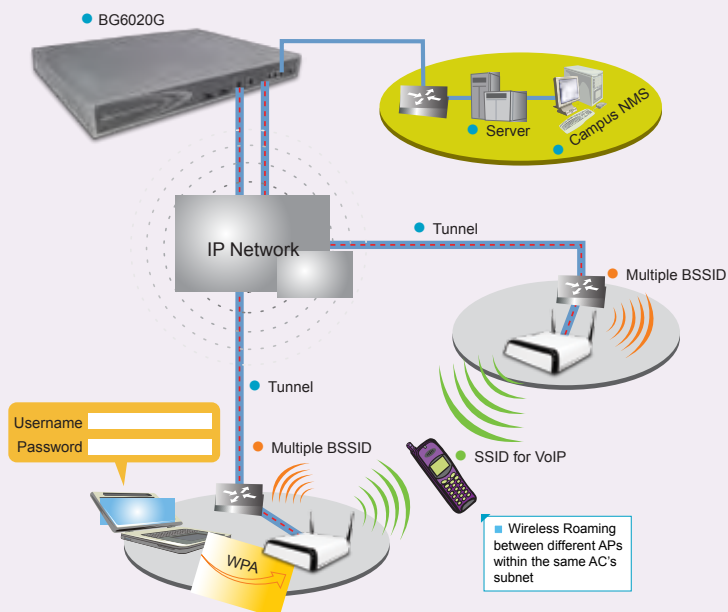 BG6020G
Server
Campus NMS
IP Network
Tunnel
Multiple BSSID
Tunnel
Username
Password
Multiple BSSID
SSID for VoIP
WPA
Wireless Roaming
between different APs
within the same AC's
subnet